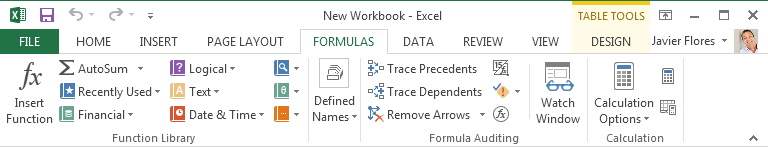 New Workbook - Excel
TABLE TOOLS
FILE HOME INSERT PAGE LAYOUT FORMULAS DATA REVIEW VIEW DESIGN Javier Flores
fx Insert Function
Σ AutoSum
Recently Used
Financial
? Logical
A Text
Date & Time
θ
Function Library
Defined Names
Trace Precedents
Trace Dependents
Remove Arrows
15
fx
Watch Window
Formula Auditing
Calculation Options
Calculation